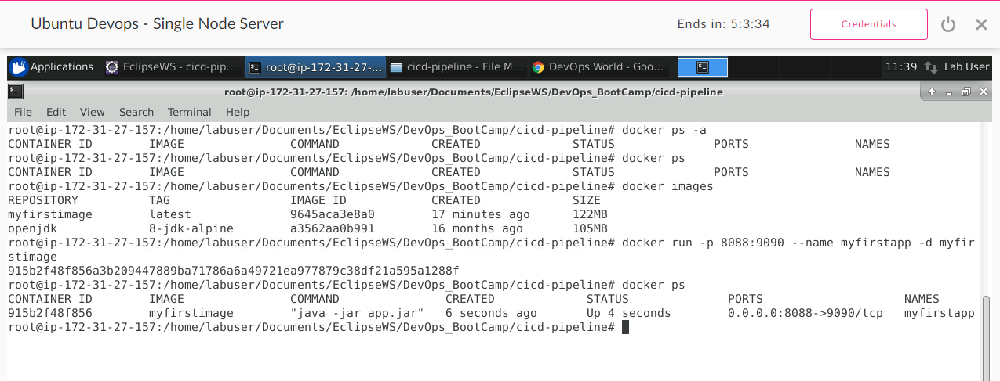 Ubuntu Devops - Single Node Server
Ends in: 5:3:34
Credentials
Applications
EclipseWS - cicd-pip...
root@ip-172-31-27-...
cicd-pipeline - File M...
DevOps World - Goo...
11:39
Lab User
root@ip-172-31-27-157: /home/labuser/Documents/EclipseWS/DevOps_BootCamp/cicd-pipeline
File Edit View Search Terminal Help
root@ip-172-31-27-157:/home/labuser/Documents/EclipseWS/DevOps_BootCamp/cicd-pipeline# docker ps -a
CONTAINER ID IMAGE COMMAND CREATED STATUS PORTS NAMES
root@ip-172-31-27-157:/home/labuser/Documents/EclipseWS/DevOps_BootCamp/cicd-pipeline# docker ps
CONTAINER ID IMAGE COMMAND CREATED STATUS PORTS NAMES
root@ip-172-31-27-157:/home/labuser/Documents/EclipseWS/DevOps_BootCamp/cicd-pipeline# docker images
REPOSITORY TAG IMAGE ID CREATED SIZE
myfirstimage latest 9645aca3e8a0 17 minutes ago 122MB
openjdk 8-jdk-alpine a3562aa0b991 16 months ago 105MB
root@ip-172-31-27-157:/home/labuser/Documents/EclipseWS/DevOps_BootCamp/cicd-pipeline# docker run -p 8088:9090 --name myfirstapp -d myfir
stimage
915b2f48f856a3b209447889ba71786a6a49721ea977879c38df21a595a1288f
root@ip-172-31-27-157:/home/labuser/Documents/EclipseWS/DevOps_BootCamp/cicd-pipeline# docker ps
CONTAINER ID IMAGE COMMAND CREATED STATUS PORTS NAMES
915b2f48f856 myfirstimage "java -jar app.jar" 6 seconds ago Up 4 seconds 0.0.0.0:8088->9090/tcp myfirstapp
root@ip-172-31-27-157:/home/labuser/Documents/EclipseWS/DevOps_BootCamp/cicd-pipeline#